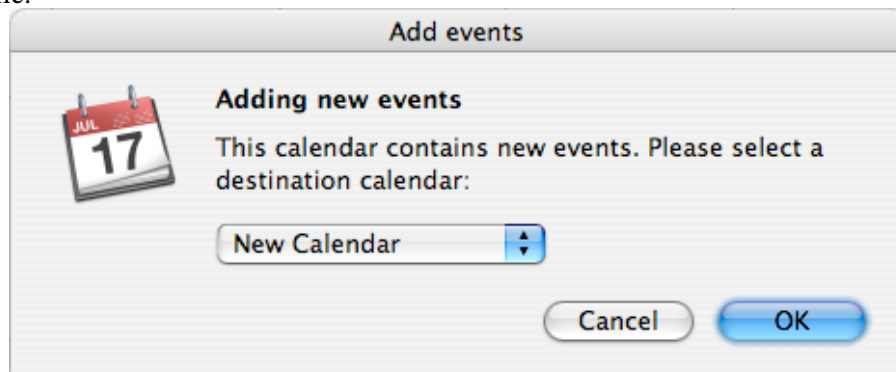 Add events
JUL
17
Adding new events
This calendar contains new events. Please select a
destination calendar:
New Calendar
Cancel
OK